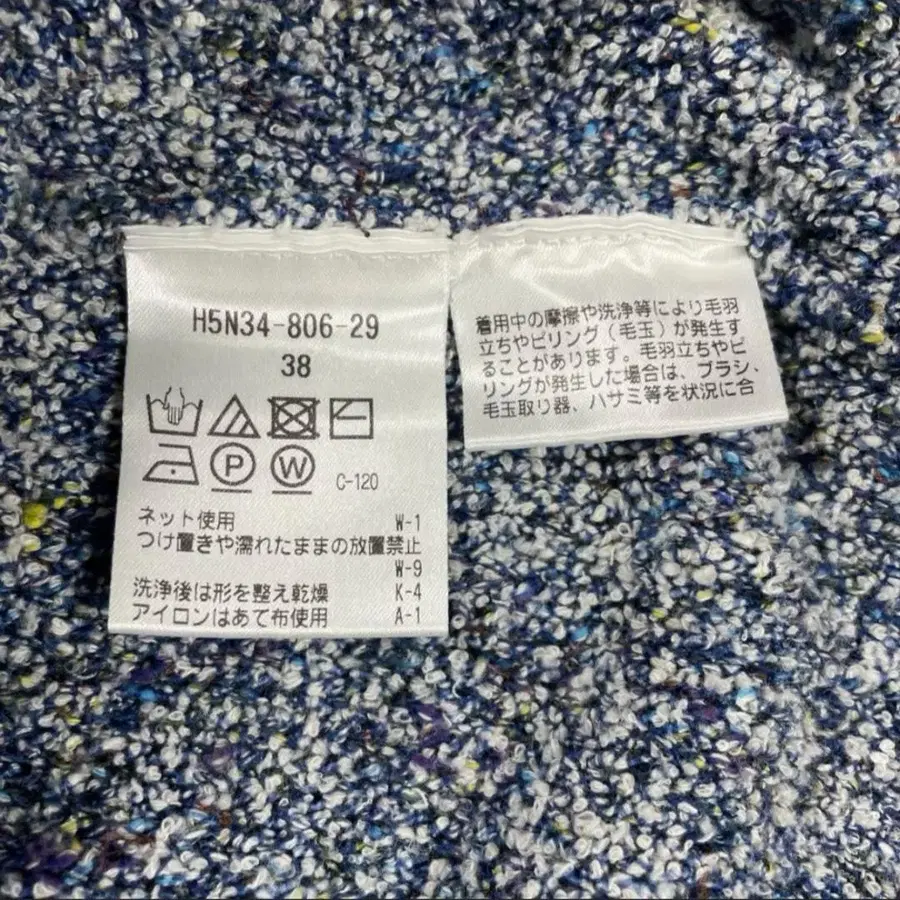 H5N34-806-29
38
P W C-120
ネット使用 W-1
つけ置きや濡れたままの放置禁止
W-9
洗浄後は形を整え乾燥 K-4
アイロンはあて布使用 A-1
着用中の摩擦や洗浄等により毛羽
立ちやピリング(毛玉)が発生す
ることがあります。毛羽立ちやピ
リングが発生した場合は、ブラシ、
毛玉取り器、ハサミ等を状況に合